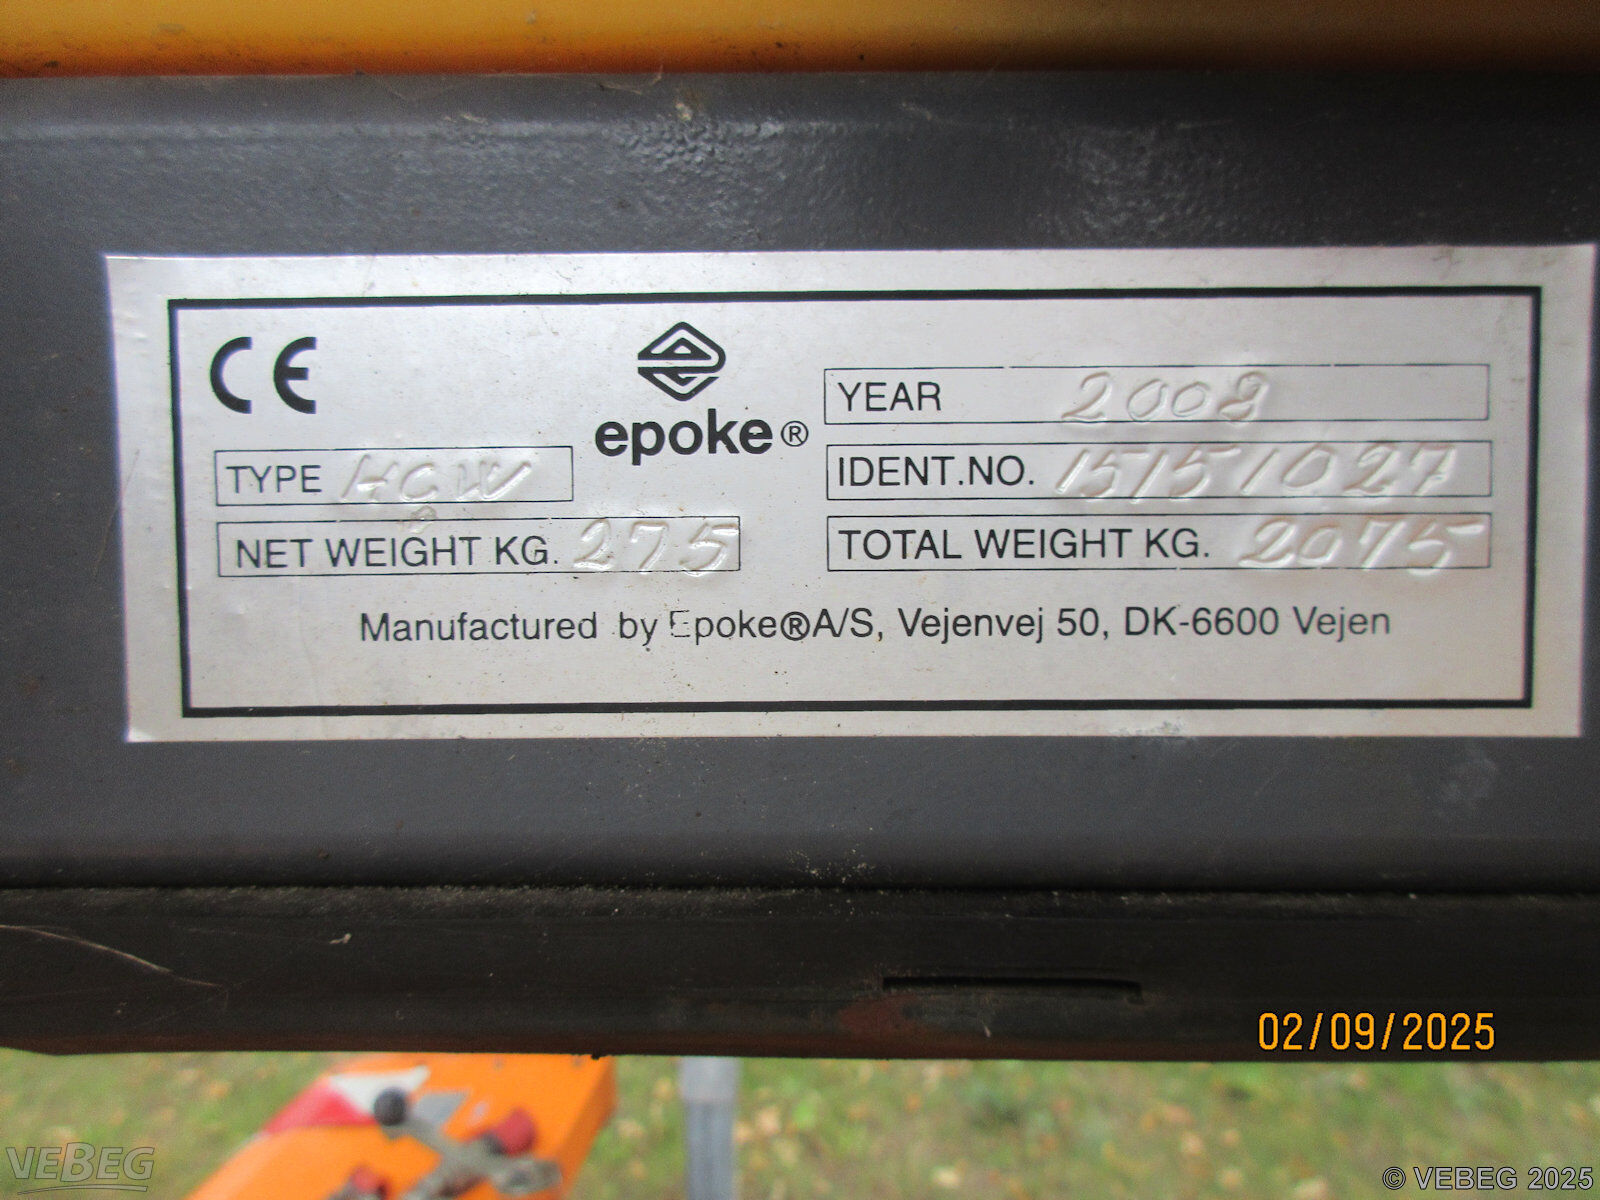 CE
epoke®
YEAR 2008
TYPE HCW
IDENT.NO. 15151027
NET WEIGHT KG. 275
TOTAL WEIGHT KG. 2075
Manufactured by Epoke®A/S, Vejenvej 50, DK-6600 Vejen
02/09/2025
VEBEG
© VEBEG 2025